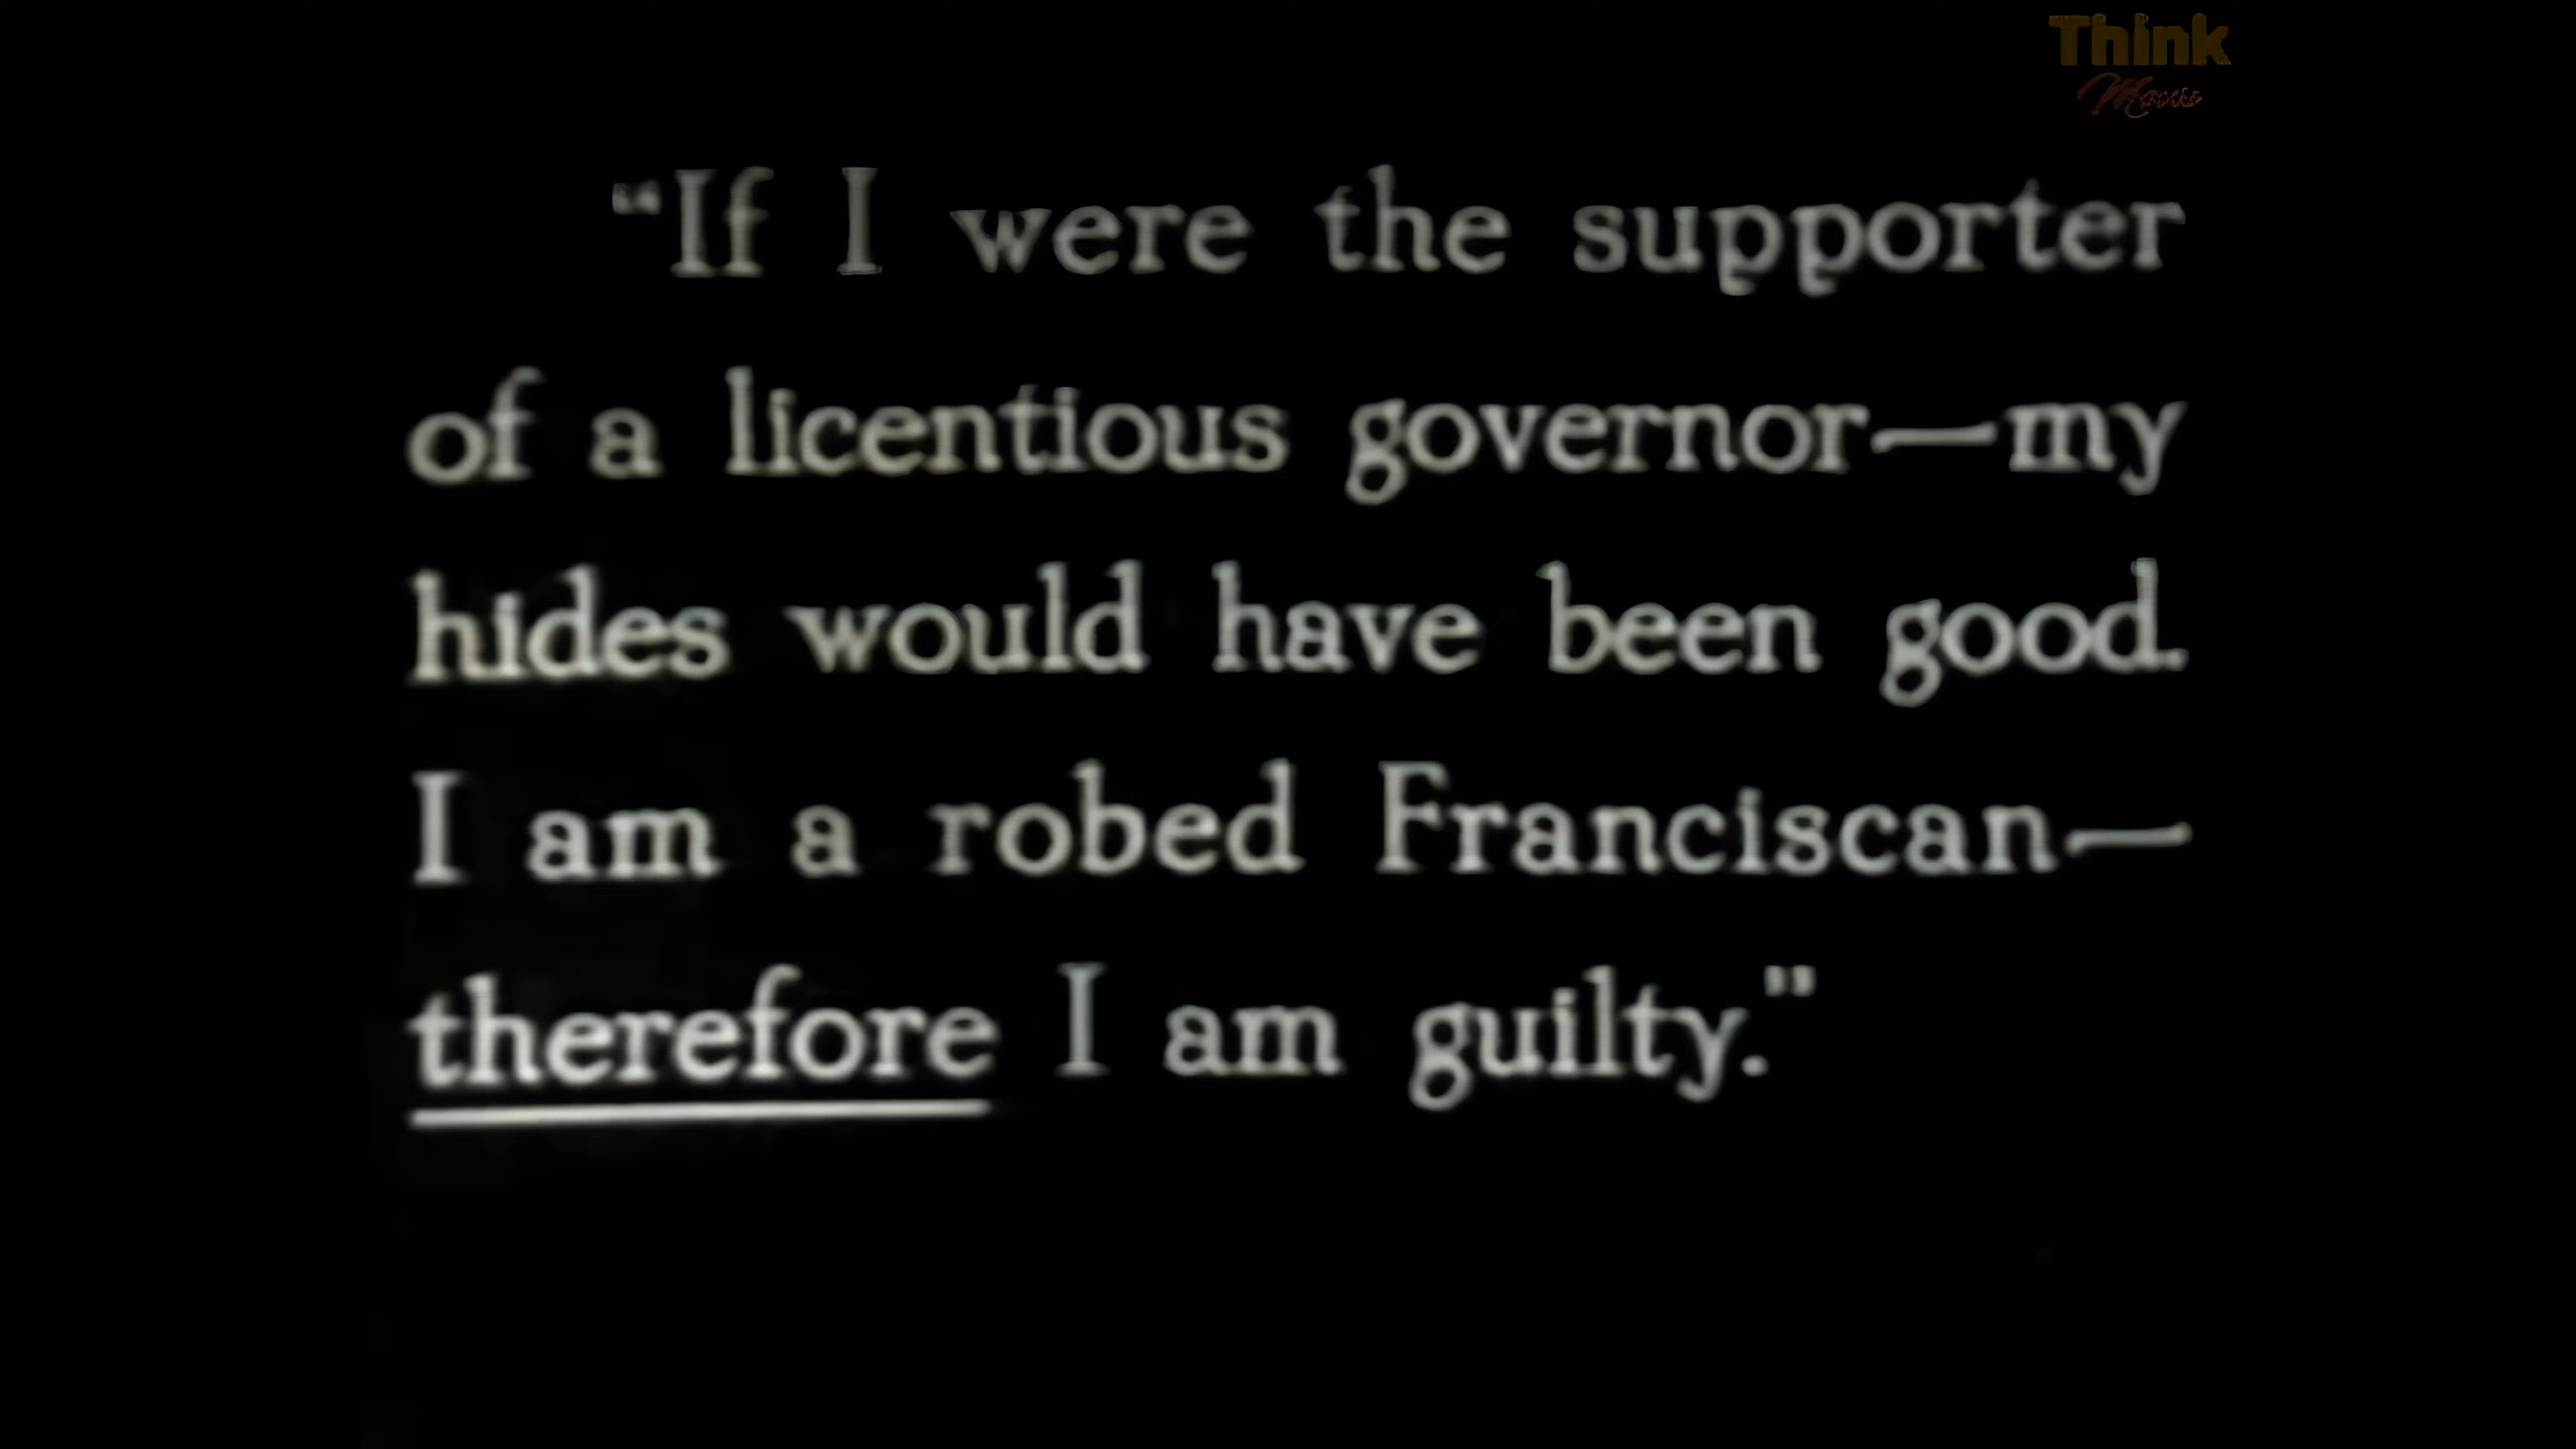 Think
Movie
“If I were the supporter
of a licentious governor—my
hides would have been good.
I am a robed Franciscan—
therefore I am guilty.”